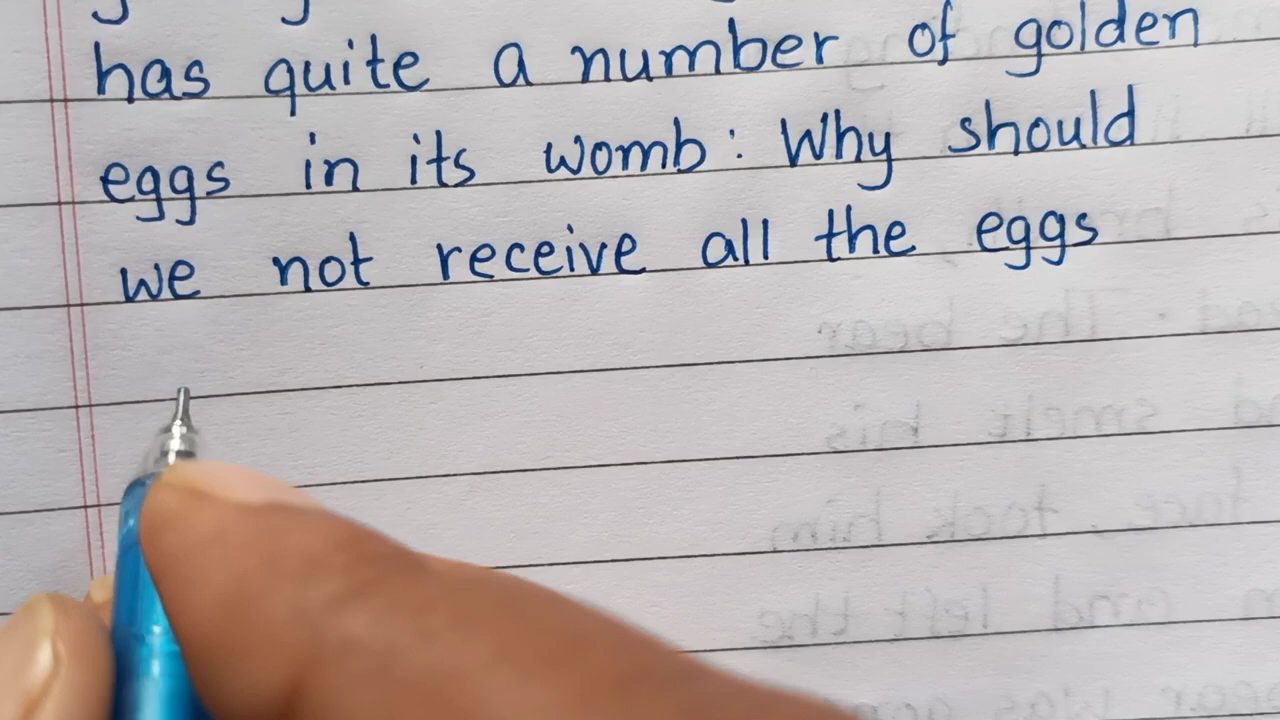 has quite a number of golden
eggs in its womb: Why should
we not receive all the eggs